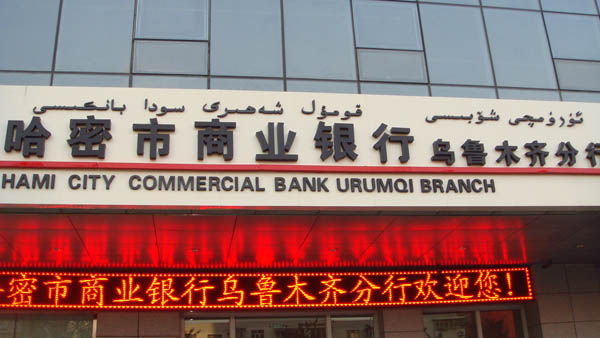 قومۇل شەھىرى سودا بانكىسى ئۈرۈمچى شۆبىسى
哈密市商业银行 乌鲁木齐分行
HAMI CITY COMMERCIAL BANK URUMQI BRANCH
密市商业银行乌鲁木齐分行欢迎您!